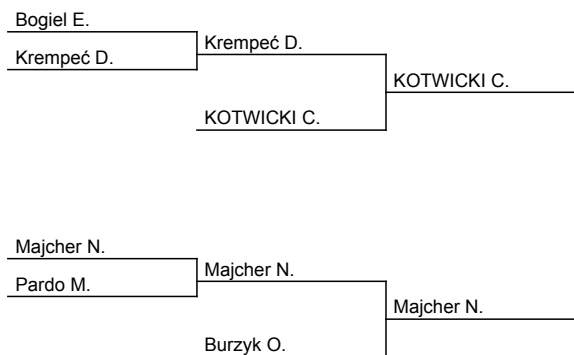 Bogiel E.
Krempeć D.
Krempeć D.
KOTWICKI C.
KOTWICKI C.
Majcher N.
Majcher N.
Pardo M.
Majcher N.
Burzyk O.